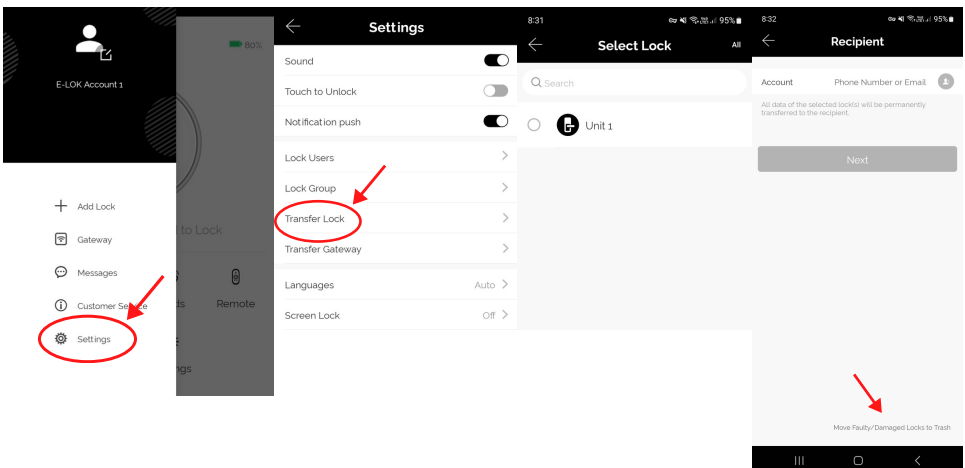 E-LOK Account 1
Add Lock
Gateway
Messages
Customer Service
Settings
80%
to Lock
ds
Remote
ngs
Settings
Sound
Touch to Unlock
Notification push
Lock Users
Lock Group
Transfer Lock
Transfer Gateway
Languages Auto
Screen Lock Off
8:31 95%
Select Lock All
Search
Unit 1
8:32 95%
Recipient
Account Phone Number or Email
All data of the selected lock(s) will be permanently
transferred to the recipient.
Next
Move Faulty/Damaged Locks to Trash